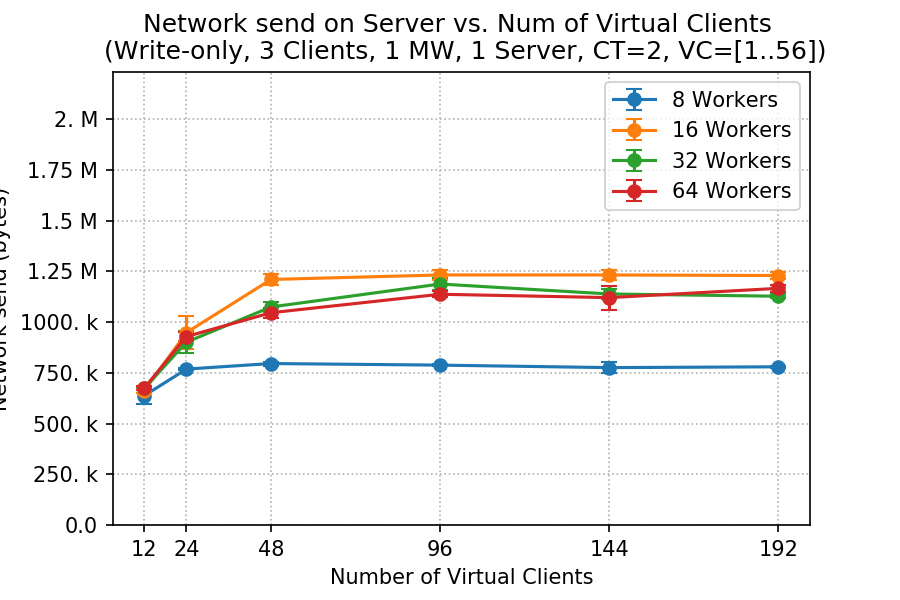 Network send on Server vs. Num of Virtual Clients
(Write-only, 3 Clients, 1 MW, 1 Server, CT=2, VC=[1..56])
8 Workers
16 Workers
32 Workers
64 Workers
2. M
1.75 M
1.5 M
1.25 M
1000. k
750. k
500. k
250. k
0.0
Network send (bytes)
12 24 48 96 144 192
Number of Virtual Clients